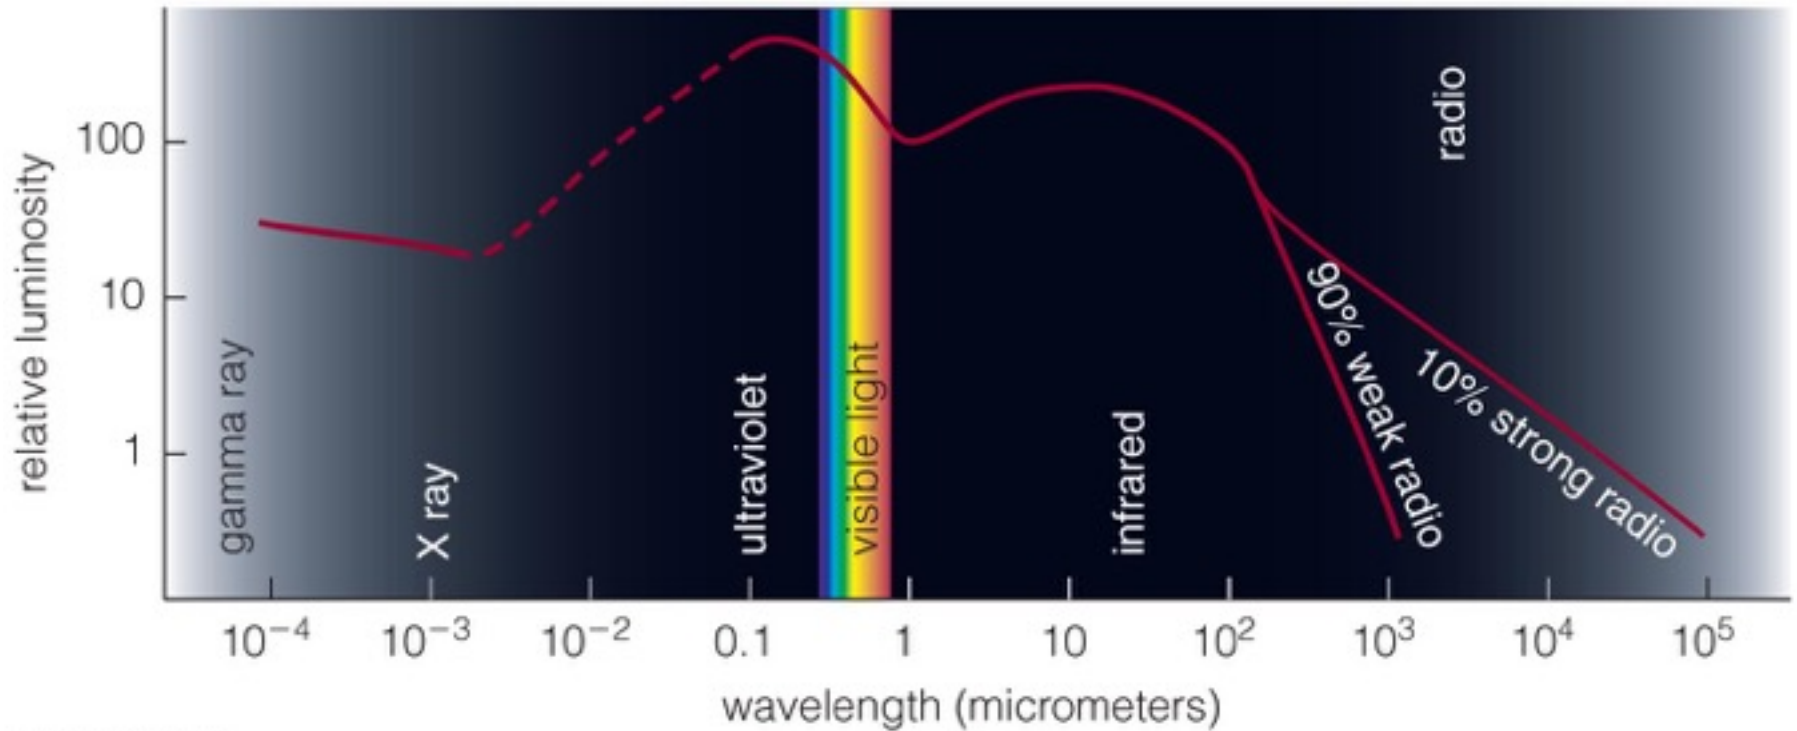 relative luminosity
100
10
1
gamma ray
X ray
ultraviolet
visible light
infrared
radio
90% weak radio
10% strong radio
10⁻⁴ 10⁻³ 10⁻² 0.1 1 10 10² 10³ 10⁴ 10⁵
wavelength (micrometers)